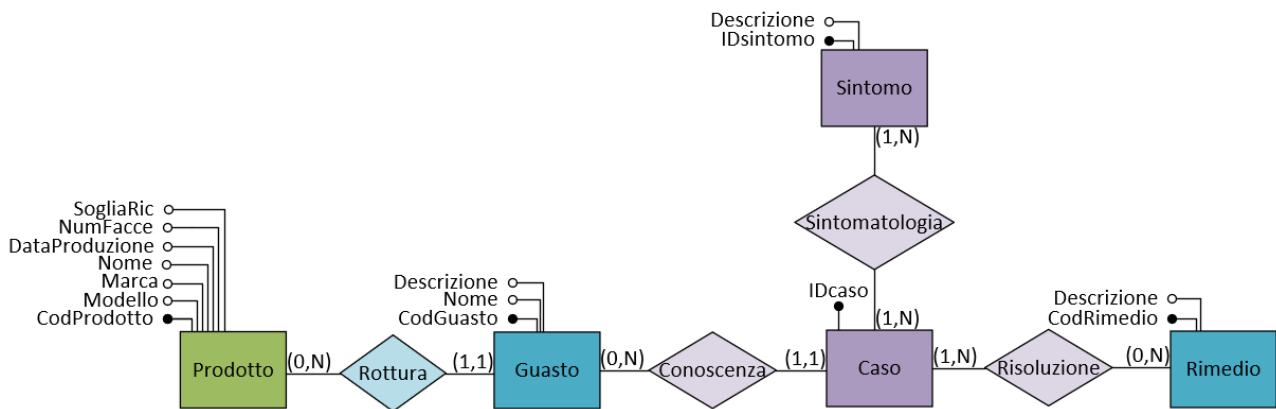 Descrizione
IDsintomo
Sintomo
(1,N)
Sintomatologia
(1,N)
SogliaRic
NumFacce
DataProduzione
Nome
Marca
Modello
CodProdotto
Prodotto
(0,N)
Rottura
(1,1)
Descrizione
Nome
CodGuasto
Guasto
(0,N)
Conoscenza
(1,1)
IDcaso
Caso
(1,N)
Risoluzione
(0,N)
Descrizione
CodRimedio
Rimedio